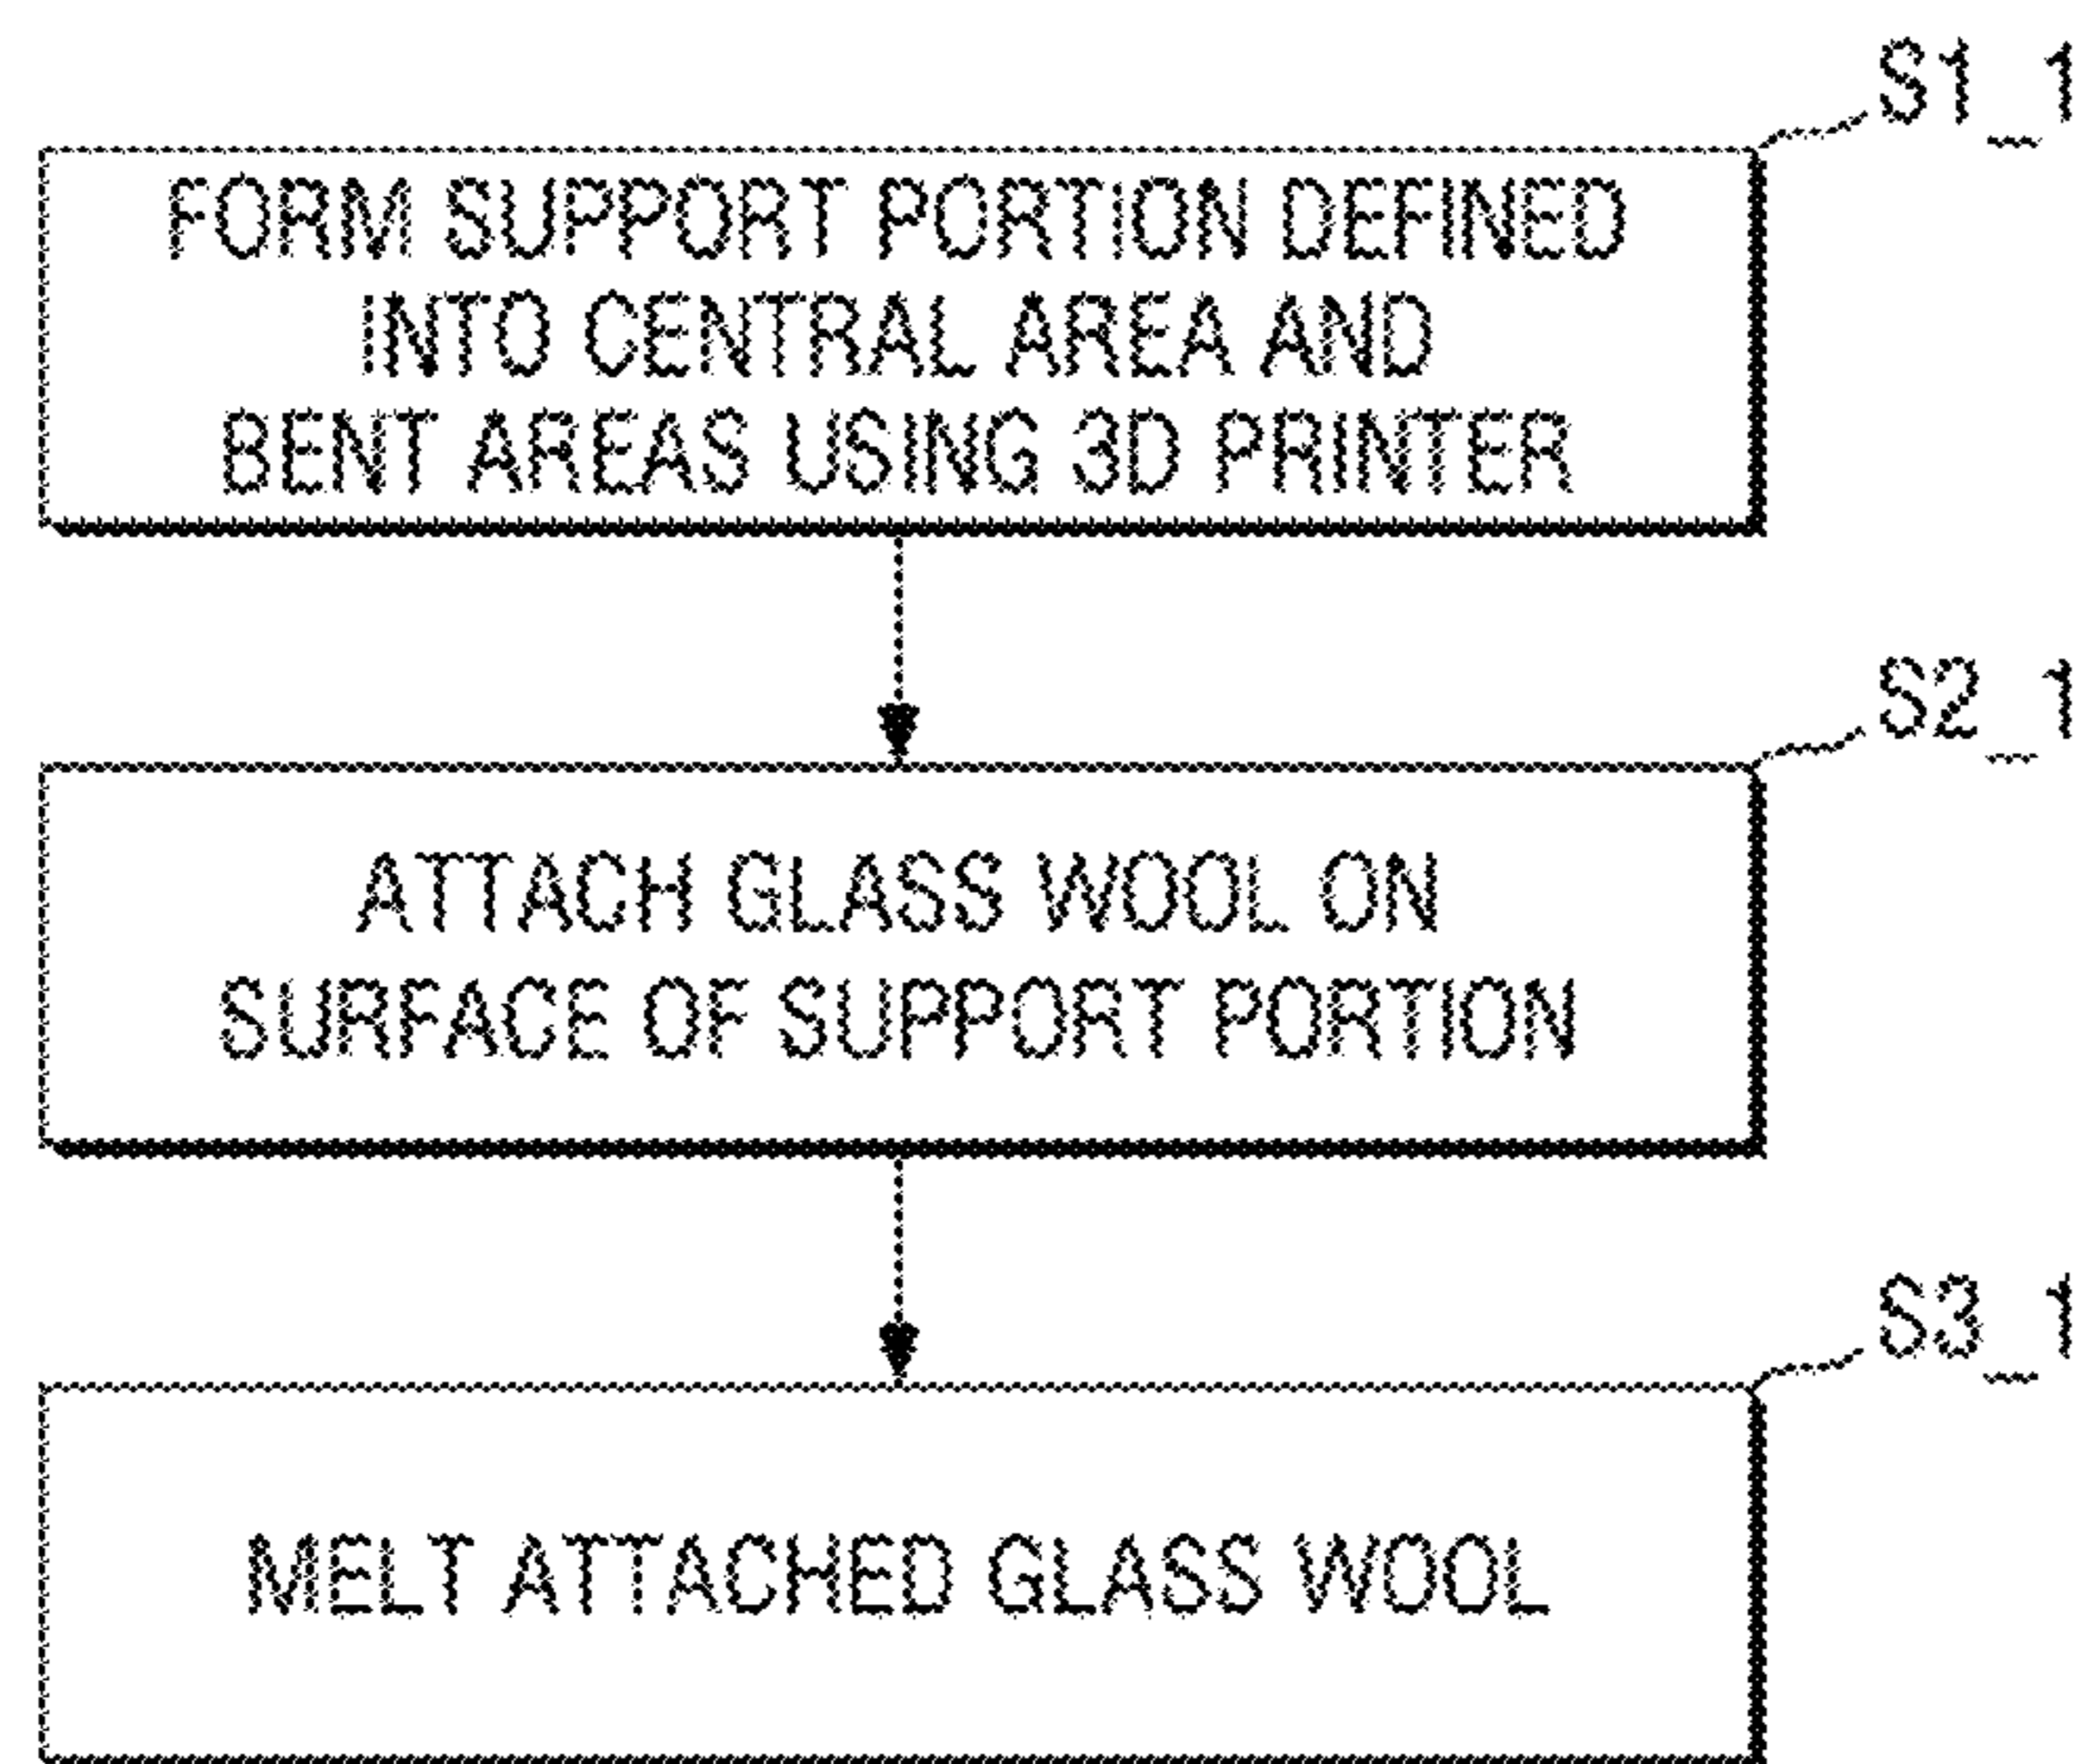 S1_1
FORM SUPPORT PORTION DEFINED
INTO CENTRAL AREA AND
BENT AREAS USING 3D PRINTER
S2_1
ATTACH GLASS WOOL ON
SURFACE OF SUPPORT PORTION
S3_1
MELT ATTACHED GLASS WOOL